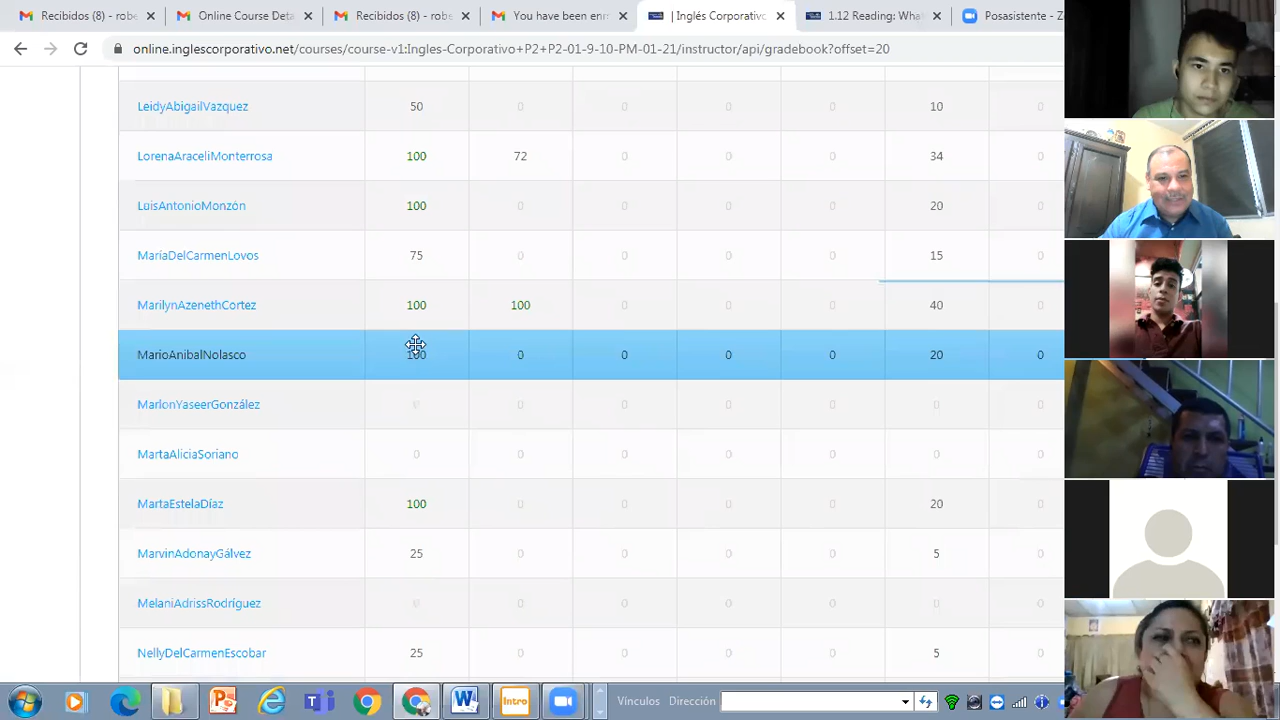 Recibidos (8) - robe
Online Course Deta
Recibidos (8) - robe
You have been enr
| Inglés Corporativo
1.12 Reading: Wha
Posasistente - Z
online.inglescorporativo.net/courses/course-v1:Ingles-Corporativo+P2+P2-01-9-10-PM-01-21/instructor/api/gradebook?offset=20
LeidyAbigailVazquez 50 0 0 0 0 10 0
LorenaAraceliMonterrosa 100 72 0 0 0 34 0
LuisAntonioMonzón 100 0 0 0 0 20 0
MaríaDelCarmenLovos 75 0 0 0 0 15 0
MarilynAzenethCortez 100 100 0 0 0 40 0
MarioAnibalNolasco 100 0 0 0 0 20 0
MarlonYaseerGonzález 0 0 0 0 0 0 0
MartaAliciaSoriano 0 0 0 0 0 0 0
MartaEstelaDíaz 100 0 0 0 0 20 0
MarvinAdonayGálvez 25 0 0 0 0 5 0
MelaniAdrissRodríguez 0 0 0 0 0 0 0
NellyDelCarmenEscobar 25 0 0 0 0 5 0
Intro
Vínculos Dirección